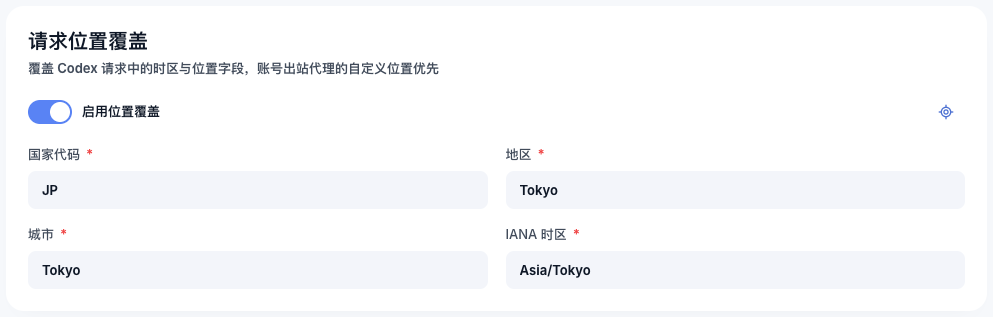 请求位置覆盖
覆盖 Codex 请求中的时区与位置字段，账号出站代理的自定义位置优先
启用位置覆盖
国家代码 *
地区 *
JP
Tokyo
城市 *
IANA 时区 *
Tokyo
Asia/Tokyo